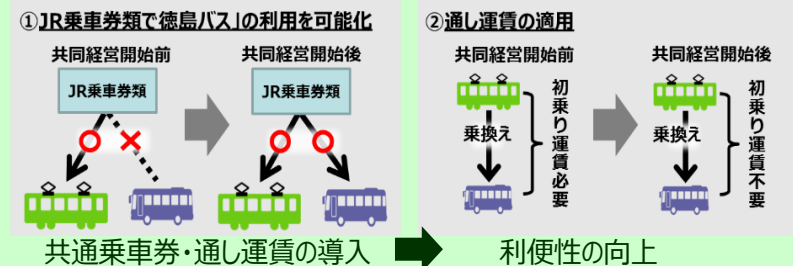 ①JR乗車券類で徳島バス」の利用を可能化
共同経営開始前
共同経営開始後
JR乗車券類
JR乗車券類
②通し運賃の適用
共同経営開始前
共同経営開始後
乗換え
初乗り運賃必要
乗換え
初乗り運賃不要
共通乗車券・通し運賃の導入
利便性の向上